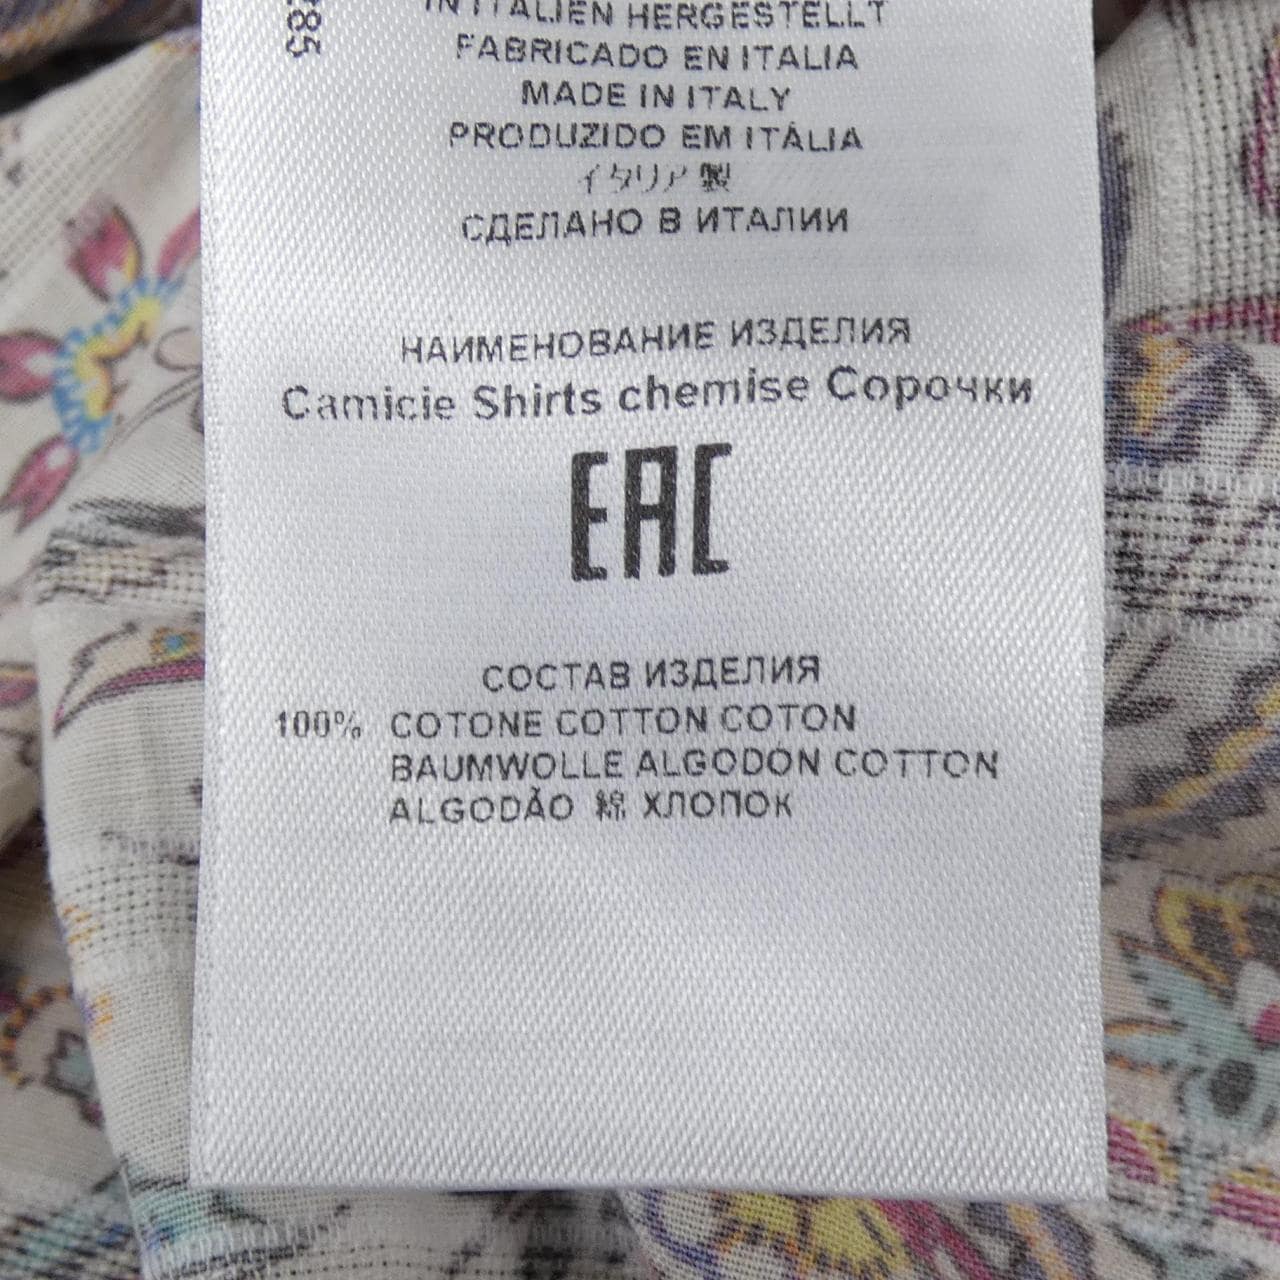 IN ITALIEN HERGESTELLT
FABRICADO EN ITALIA
MADE IN ITALY
PRODUZIDO EM ITÁLIA
イタリア製
СДЕЛАНО В ИТАЛИИ
НАИМЕНОВАНИЕ ИЗДЕЛИЯ
Camicie Shirts chemise Сорочки
EAC
СОСТАВ ИЗДЕЛИЯ
100% COTONE COTTON COTON
BAUMWOLLE ALGODÓN COTTON
ALGODÃO 綿 ХЛОПОК